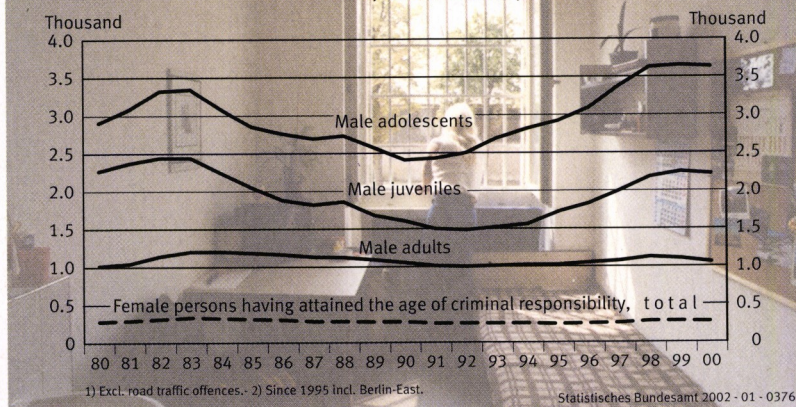 Thousand Thousand
4.0 4.0
3.5 3.5
3.0 Male adolescents 3.0
2.5 2.5
2.0 Male juveniles 2.0
1.5 1.5
Male adults
1.0 1.0
0.5 Female persons having attained the age of criminal responsibility, total 0.5
0 0
80 81 82 83 84 85 86 87 88 89 90 91 92 93 94 95 96 97 98 99 00
1) Excl. road traffic offences.- 2) Since 1995 incl. Berlin-East.
Statistisches Bundesamt 2002 - 01 - 0376